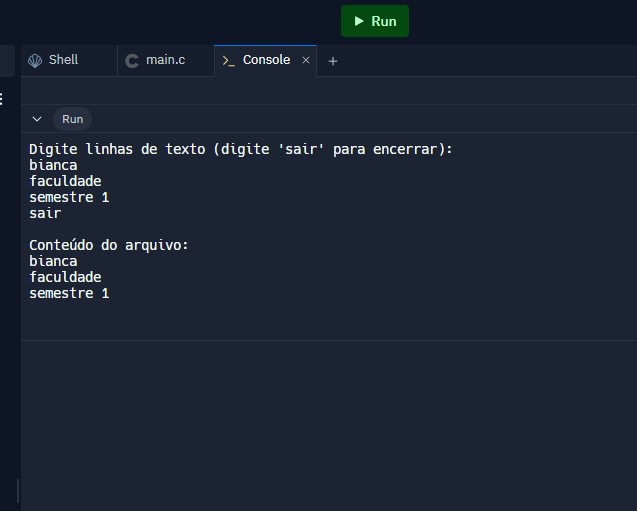 Run
Shell
main.c
>_ Console × +
Run
Digite linhas de texto (digite 'sair' para encerrar):
bianca
faculdade
semestre 1
sair
Conteúdo do arquivo:
bianca
faculdade
semestre 1